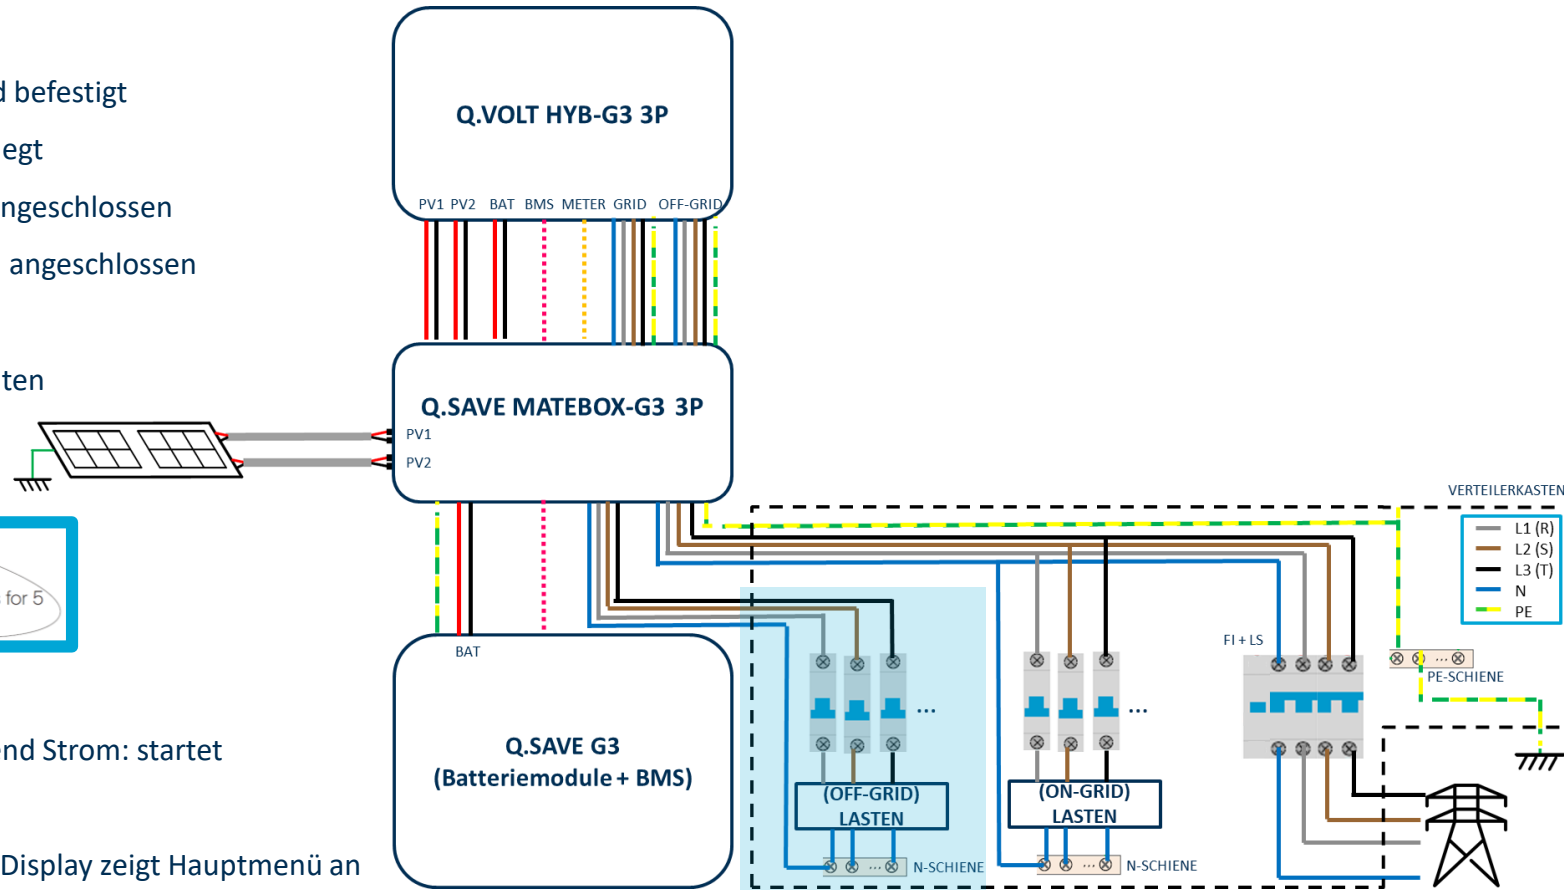 d befestigt
egt
ngeschlossen
angeschlossen
ten
s for 5
end Strom: startet
Display zeigt Hauptmenü an
Q.VOLT HYB-G3 3P
PV1 PV2 BAT BMS METER GRID OFF-GRID
Q.SAVE MATEBOX-G3 3P
PV1
PV2
BAT
Q.SAVE G3
(Batteriemodule + BMS)
VERTEILERKASTEN
L1 (R)
L2 (S)
L3 (T)
N
PE
FI + LS
PE-SCHIENE
...
(OFF-GRID)
LASTEN
... N-SCHIENE
...
(ON-GRID)
LASTEN
... N-SCHIENE
...